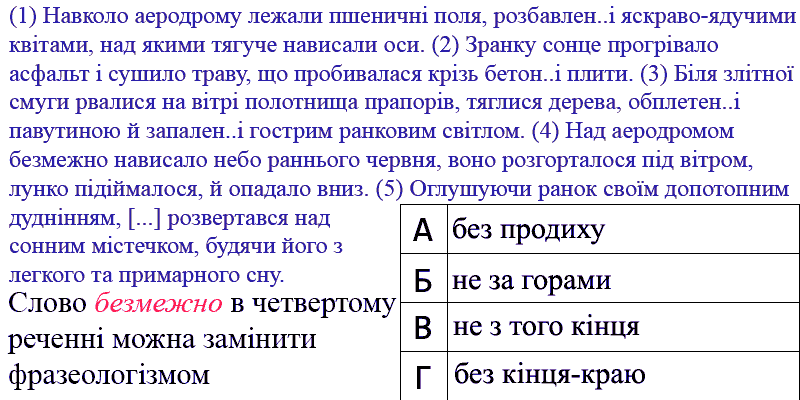 (1) Навколо аеродрому лежали пшеничні поля, розбавлен..і яскраво-ядучими
квітами, над якими тягуче нависали оси. (2) Зранку сонце прогрівало
асфальт і сушило траву, що пробивалася крізь бетон..і плити. (3) Біля злітної
смуги рвалися на вітрі полотнища прапорів, тяглися дерева, обплетен..і
павутиною й запален..і гострим ранковим світлом. (4) Над аеродромом
безмежно нависало небо раннього червня, воно розгорталося під вітром,
лунко підіймалося, й опадало вниз. (5) Оглушуючи ранок своїм допотопним
дуднінням, [...] розвертався над
сонним містечком, будячи його з
легкого та примарного сну.
Слово безмежно в четвертому
реченні можна замінити
фразеологізмом
А без продиху
Б не за горами
В не з того кінця
Г без кінця-краю